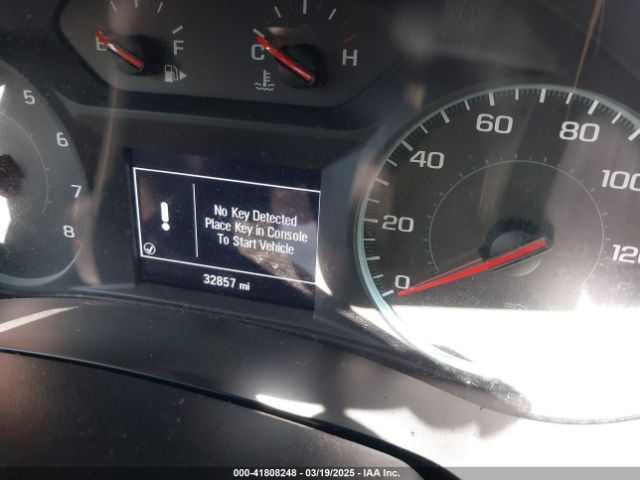 E F
C H
5
6
7
8
0
20
40
60
80
100
120
!
No Key Detected
Place Key in Console
To Start Vehicle
32857 mi
000-41808248 - 03/19/2025 - IAA Inc.